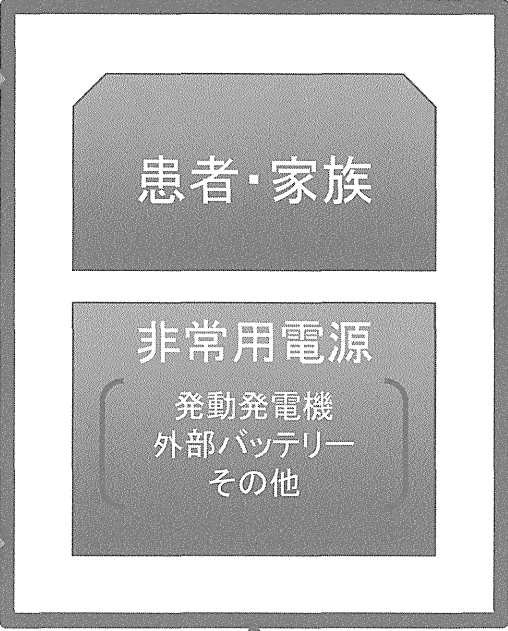 患者・家族
非常用電源
発動発電機
外部バッテリー
その他